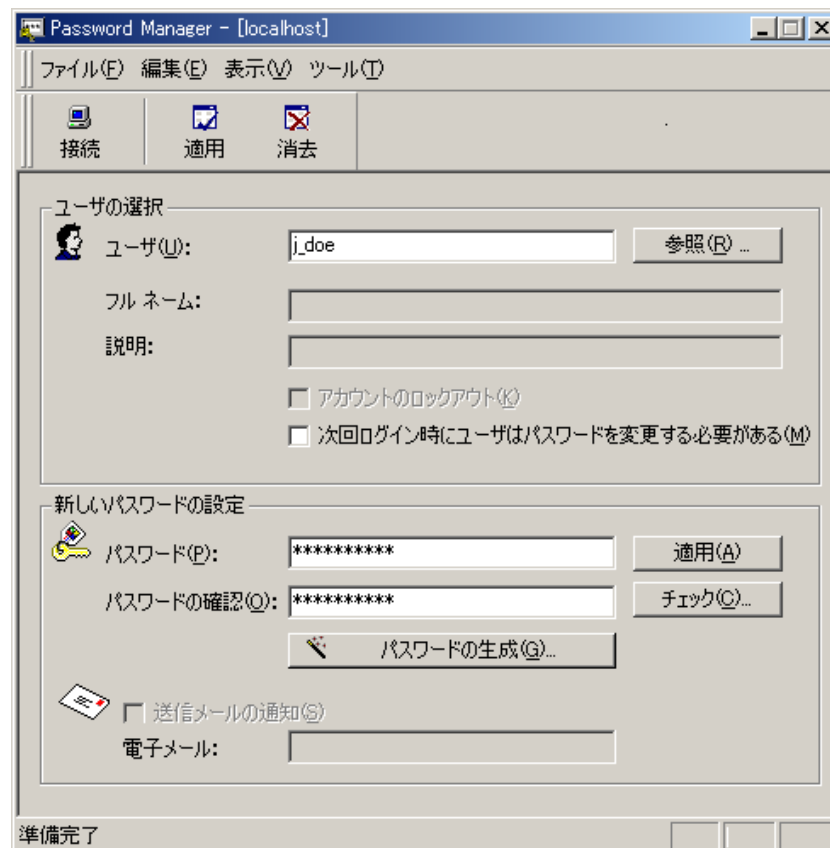 Password Manager - [localhost]
ファイル(F) 編集(E) 表示(V) ツール(T)
接続 適用 消去
ユーザの選択
ユーザ(U): j_doe 参照(R) ...
フル ネーム:
説明:
アカウントのロックアウト(K)
次回ログイン時にユーザはパスワードを変更する必要がある(M)
新しいパスワードの設定
パスワード(P): ********** 適用(A)
パスワードの確認(O): ********** チェック(C)...
パスワードの生成(G)...
送信メールの通知(S)
電子メール:
準備完了